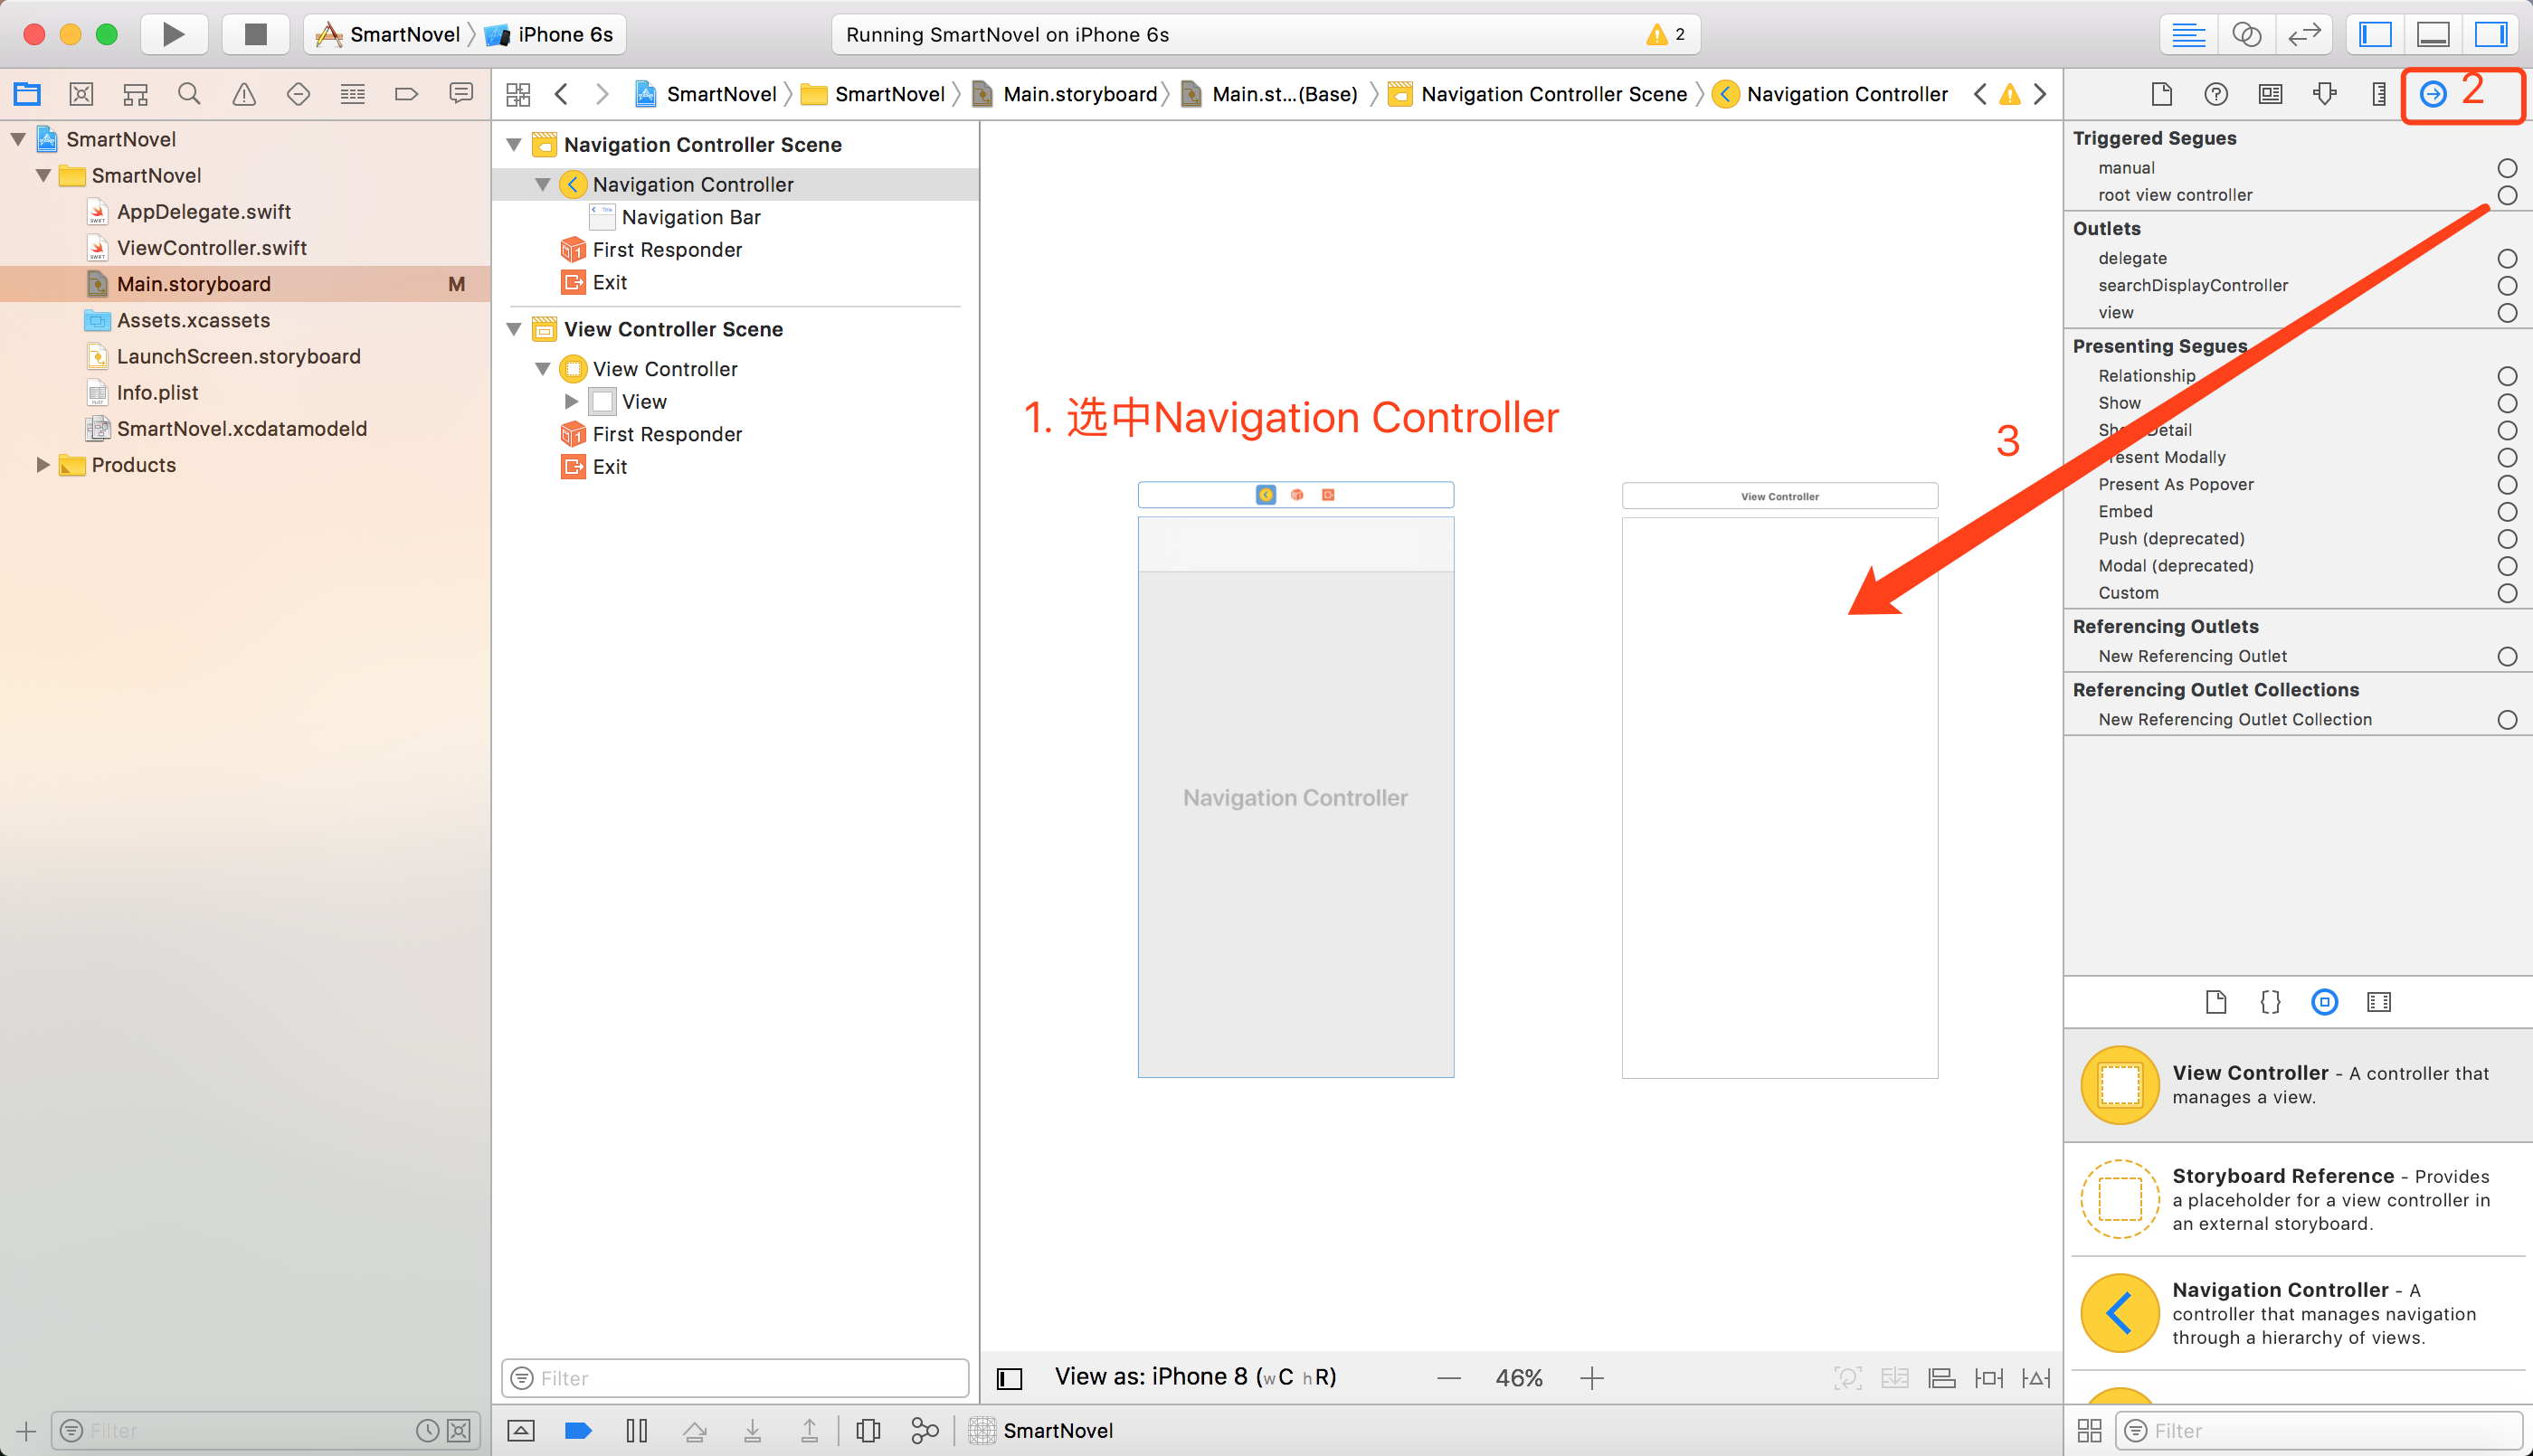 SmartNovel
iPhone 6s
Running SmartNovel on iPhone 6s
2
SmartNovel
SmartNovel
AppDelegate.swift
ViewController.swift
Main.storyboard
M
Assets.xcassets
LaunchScreen.storyboard
Info.plist
SmartNovel.xcdatamodeld
Products
Filter
SmartNovel
SmartNovel
Main.storyboard
Main.st...(Base)
Navigation Controller Scene
Navigation Controller
Navigation Controller Scene
Navigation Controller
Navigation Bar
First Responder
Exit
View Controller Scene
View Controller
View
First Responder
Exit
Filter
1. 选中Navigation Controller
3
View Controller
Navigation Controller
View as: iPhone 8 (wC hR)
46%
SmartNovel
2
Triggered Segues
manual
root view controller
Outlets
delegate
searchDisplayController
view
Presenting Segues
Relationship
Show
Detail
Present As Popover
Embed
Push (deprecated)
Modal (deprecated)
Custom
Referencing Outlets
New Referencing Outlet
Referencing Outlet Collections
New Referencing Outlet Collection
View Controller - A controller that
manages a view.
Storyboard Reference - Provides
a placeholder for a view controller in
an external storyboard.
Navigation Controller - A
controller that manages navigation
through a hierarchy of views.
Filter